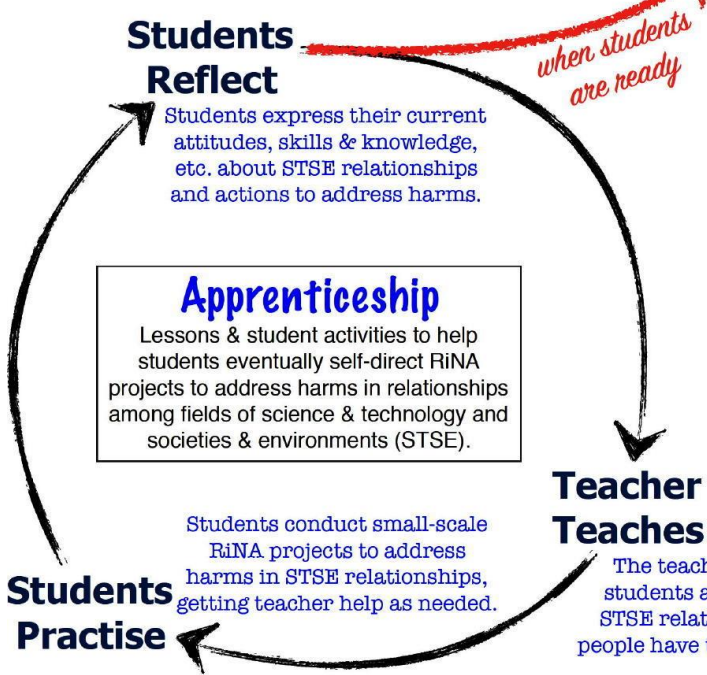 Students
Reflect
Students express their current
attitudes, skills & knowledge,
etc. about STSE relationships
and actions to address harms.
when students
are ready
Apprenticeship
Lessons & student activities to help
students eventually self-direct RiNA
projects to address harms in relationships
among fields of science & technology and
societies & environments (STSE).
Teacher
Teaches
The
students
STSE
people have
Students conduct small-scale
RiNA projects to address
harms in STSE relationships,
getting teacher help as needed.
Students
Practise